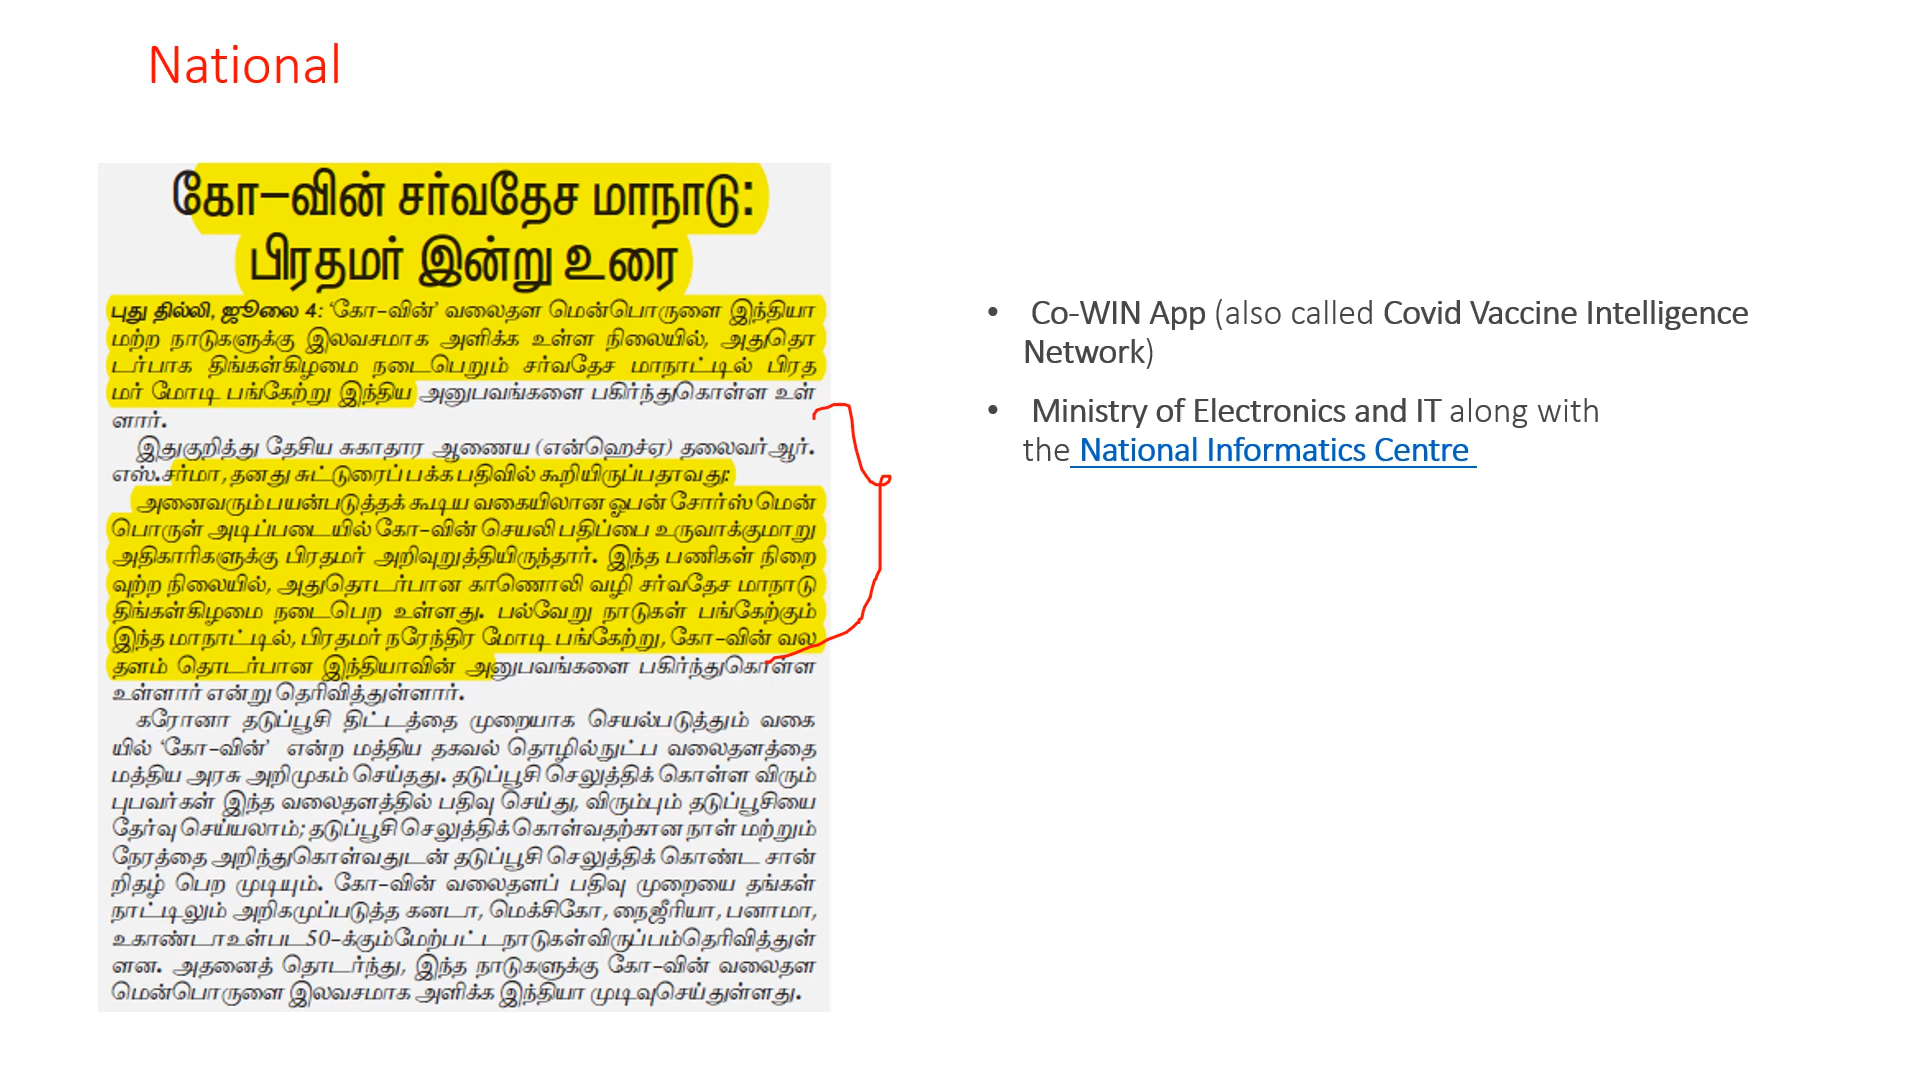 National
கோ–வின் சர்வதேச மாநாடு:
பிரதமர் இன்று உரை
புது தில்லி, ஜூலை 4: 'கோ-வின்' வலைதள மென்பொருளை இந்தியா
மற்ற நாடுகளுக்கு இலவசமாக அளிக்க உள்ள நிலையில், அதுதொ
டர்பாக திங்கள்கிழமை நடைபெறும் சர்வதேச மாநாட்டில் பிரத
மர் மோடி பங்கேற்று இந்திய அனுபவங்களை பகிர்ந்துகொள்ள உள்
ளார்.
இதுகுறித்து தேசிய சுகாதார ஆணைய (என்ஹெச்ஏ) தலைவர் ஆர்.
எஸ்.சர்மா, தனது சுட்டுரைப் பக்க பதிவில் கூறியிருப்பதாவது:
அனைவரும் பயன்படுத்தக் கூடிய வகையிலான ஓபன் சோர்ஸ் மென்
பொருள் அடிப்படையில் கோ-வின் செயலி பதிப்பை உருவாக்குமாறு
அதிகாரிகளுக்கு பிரதமர் அறிவுறுத்தியிருந்தார். இந்த பணிகள் நிறை
வுற்ற நிலையில், அதுதொடர்பான காணொலி வழி சர்வதேச மாநாடு
திங்கள்கிழமை நடைபெற உள்ளது. பல்வேறு நாடுகள் பங்கேற்கும்
இந்த மாநாட்டில், பிரதமர் நரேந்திர மோடி பங்கேற்று, கோ-வின் வலை
தளம் தொடர்பான இந்தியாவின் அனுபவங்களை பகிர்ந்துகொள்ள
உள்ளார் என்று தெரிவித்துள்ளார்.
கரோனா தடுப்பூசி திட்டத்தை முறையாக செயல்படுத்தும் வகை
யில் 'கோ-வின்' என்ற மத்திய தகவல் தொழில்நுட்ப வலைதளத்தை
மத்திய அரசு அறிமுகம் செய்தது. தடுப்பூசி செலுத்திக் கொள்ள விரும்
புபவர்கள் இந்த வலைதளத்தில் பதிவு செய்து, விரும்பும் தடுப்பூசியை
தேர்வு செய்யலாம்; தடுப்பூசி செலுத்திக் கொள்வதற்கான நாள் மற்றும்
நேரத்தை அறிந்துகொள்வதுடன் தடுப்பூசி செலுத்திக் கொண்ட சான்
றிதழ் பெற முடியும். கோ-வின் வலைதளப் பதிவு முறையை தங்கள்
நாட்டிலும் அறிகமுப்படுத்த கனடா, மெக்சிகோ, நைஜீரியா, பனாமா,
உகாண்டா உள்பட 50-க்கும் மேற்பட்ட நாடுகள் விருப்பம் தெரிவித்துள்
ளன. அதனைத் தொடர்ந்து, இந்த நாடுகளுக்கு கோ-வின் வலைதள
மென்பொருளை இலவசமாக அளிக்க இந்தியா முடிவு செய்துள்ளது.
• Co-WIN App (also called Covid Vaccine Intelligence
Network)
• Ministry of Electronics and IT along with
the National Informatics Centre